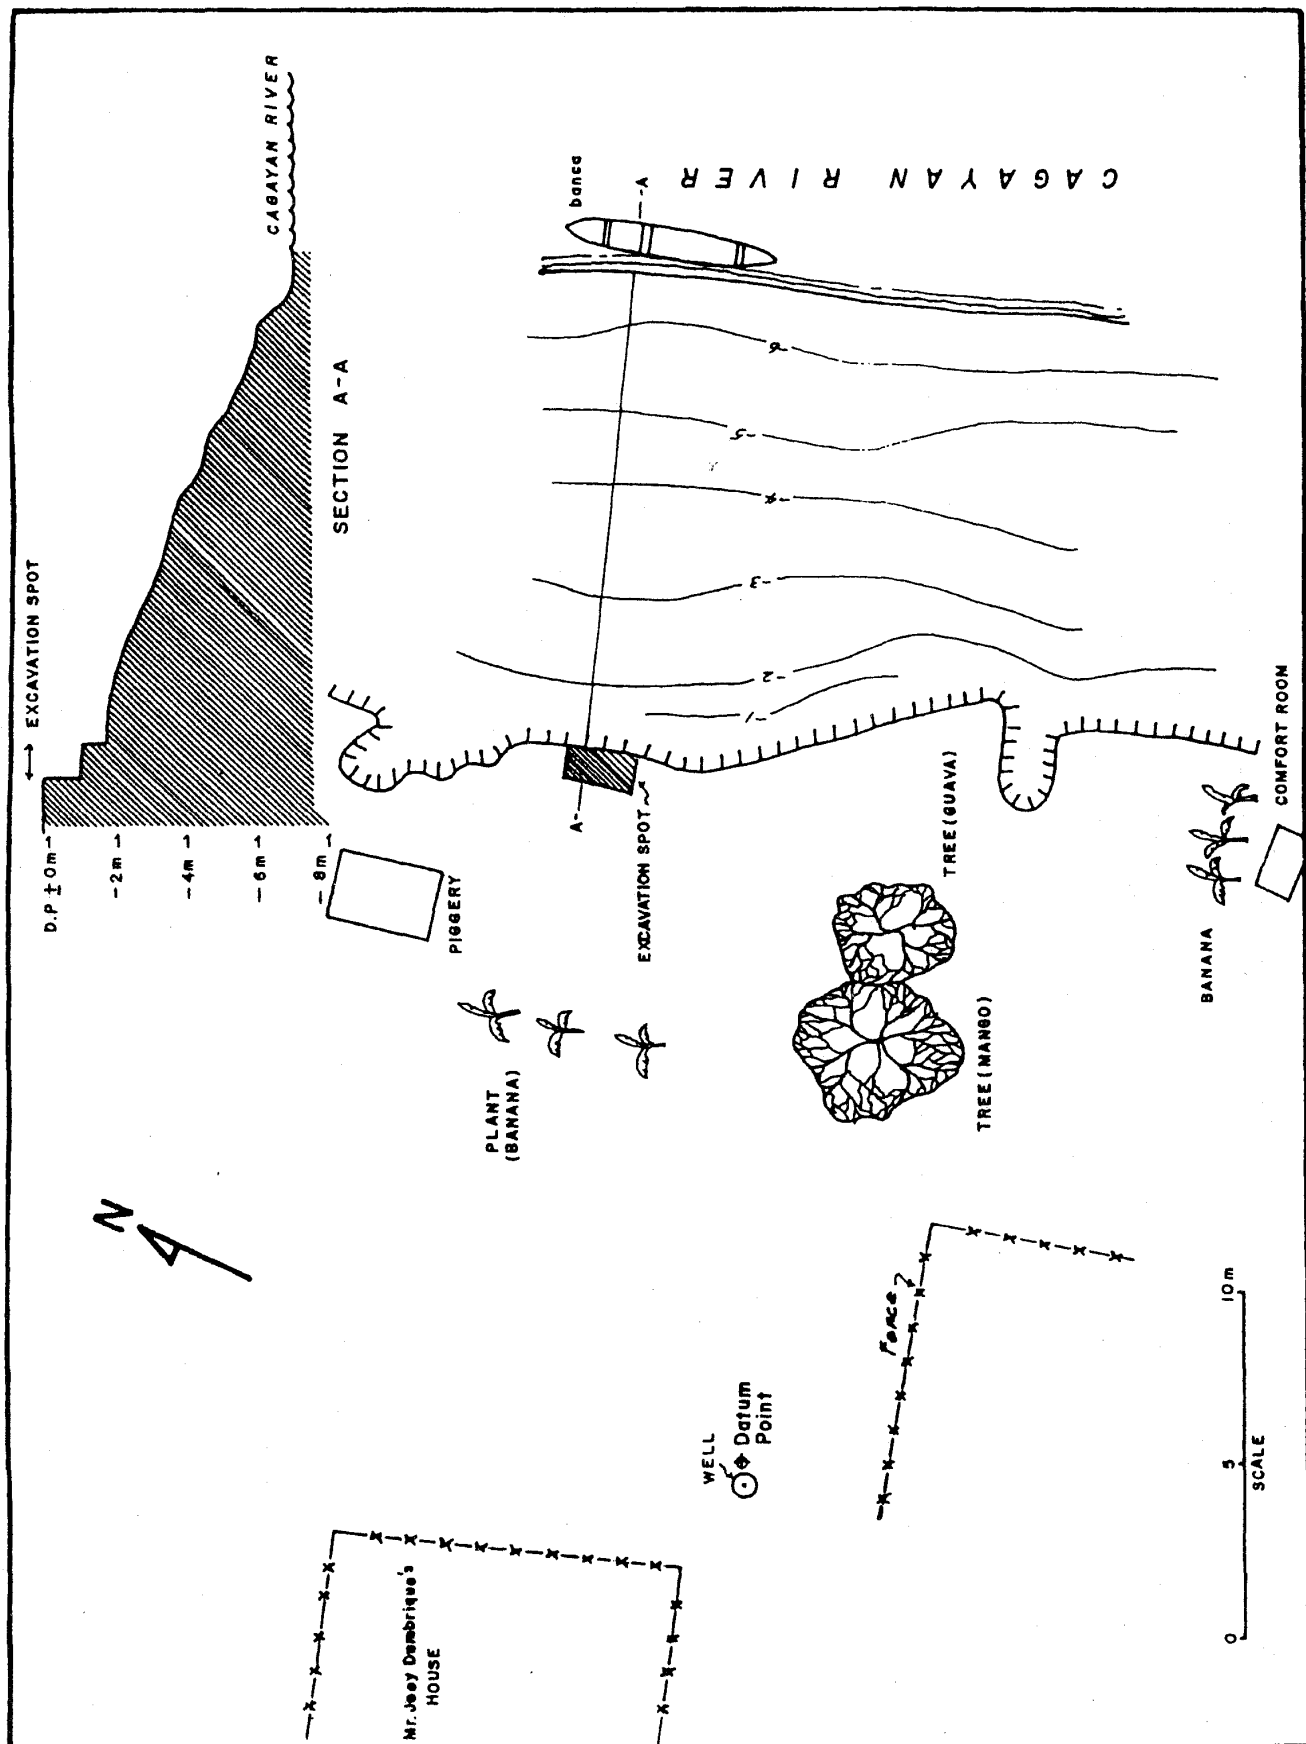 EXCAVATION SPOT
CAGAYAN RIVER
D.P ± 0m
-2m
-4m
-6m
-8m
SECTION A-A
banca
A-
-A
CAGAYAN RIVER
-1
-2
-3
-4
-5
-6
EXCAVATION SPOT
PIGGERY
PLANT
(BANANA)
TREE(GUAVA)
TREE(MANGO)
BANANA
COMFORT ROOM
N
WELL
Datum
Point
Mr. Joey Dombrique's
HOUSE
0
5
10m
SCALE